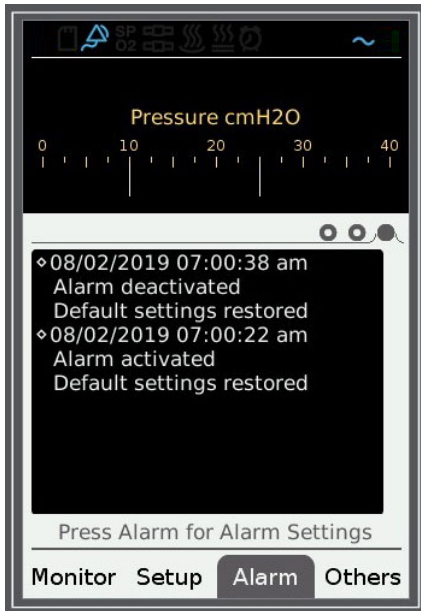 SP
O2
Pressure cmH2O
0 10 20 30 40
08/02/2019 07:00:38 am
Alarm deactivated
Default settings restored
08/02/2019 07:00:22 am
Alarm activated
Default settings restored
Press Alarm for Alarm Settings
Monitor Setup Alarm Others